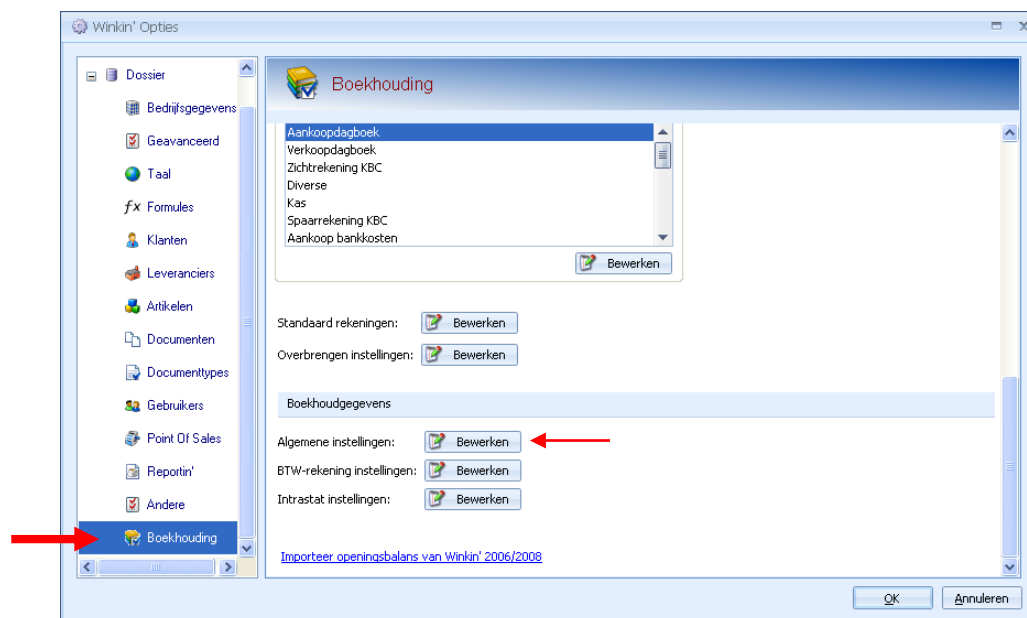 Winkin' Opties
Dossier
Bedrijfsgegevens
Geavanceerd
Taal
fx Formules
Klanten
Leveranciers
Artikelen
Documenten
Documenttypes
Gebruikers
Point Of Sales
Reportin'
Andere
Boekhouding
Boekhouding
Aankoopdagboek
Verkoopdagboek
Zichtrekening KBC
Diverse
Kas
Spaarrekening KBC
Aankoop bankkosten
Bewerken
Standaard rekeningen: Bewerken
Overbrengen instellingen: Bewerken
Boekhoudgegevens
Algemene instellingen: Bewerken
BTW-rekening instellingen: Bewerken
Intrastat instellingen: Bewerken
Importeer openingsbalans van Winkin' 2006/2008
OK Annuleren